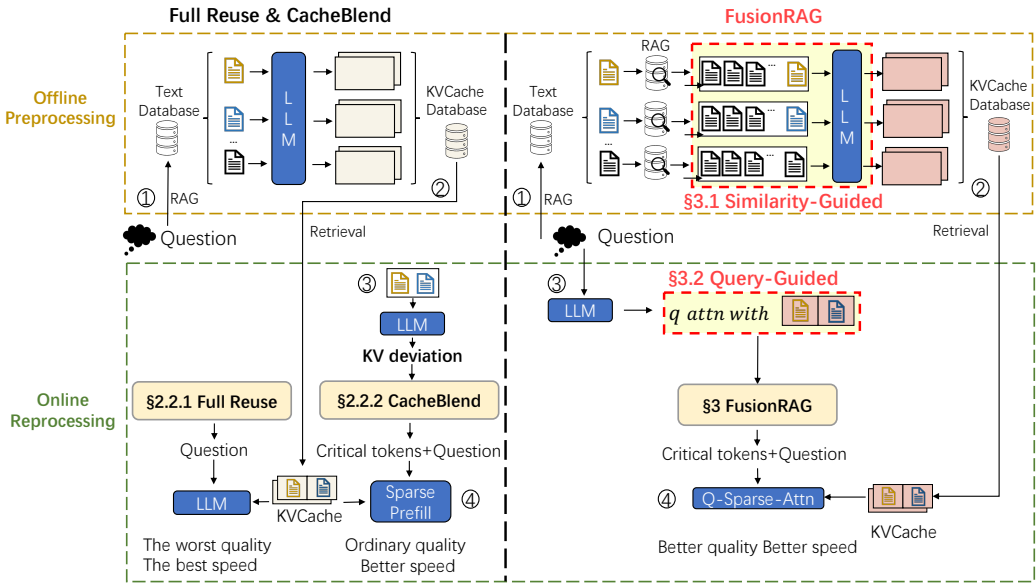 Full Reuse & CacheBlend
Offline
Preprocessing
Text
Database
...
L
L
M
KVCache
Database
①
RAG
②
Question
Retrieval
Online
Reprocessing
③
LLM
KV deviation
§2.2.1 Full Reuse
§2.2.2 CacheBlend
Question
Critical tokens+Question
LLM
KVCache
Sparse
Prefill
④
The worst quality
The best speed
Ordinary quality
Better speed
FusionRAG
Text
Database
RAG
...
...
...
...
L
L
M
KVCache
Database
①
RAG
②
§3.1 Similarity-Guided
Question
Retrieval
③
LLM
§3.2 Query-Guided
q attn with
§3 FusionRAG
Critical tokens+Question
④
Q-Sparse-Attn
KVCache
Better quality Better speed